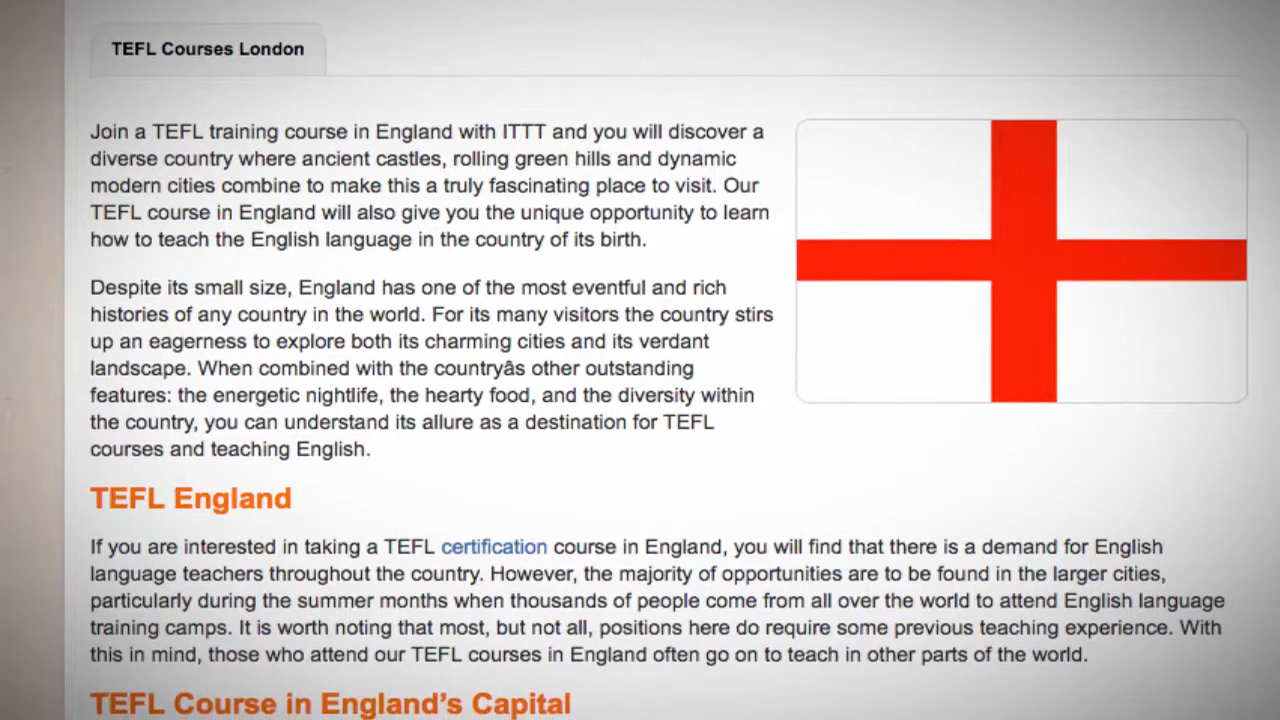 TEFL Courses London
Join a TEFL training course in England with ITTT and you will discover a
diverse country where ancient castles, rolling green hills and dynamic
modern cities combine to make this a truly fascinating place to visit. Our
TEFL course in England will also give you the unique opportunity to learn
how to teach the English language in the country of its birth.
Despite its small size, England has one of the most eventful and rich
histories of any country in the world. For its many visitors the country stirs
up an eagerness to explore both its charming cities and its verdant
landscape. When combined with the countryâs other outstanding
features: the energetic nightlife, the hearty food, and the diversity within
the country, you can understand its allure as a destination for TEFL
courses and teaching English.
TEFL England
If you are interested in taking a TEFL certification course in England, you will find that there is a demand for English
language teachers throughout the country. However, the majority of opportunities are to be found in the larger cities,
particularly during the summer months when thousands of people come from all over the world to attend English language
training camps. It is worth noting that most, but not all, positions here do require some previous teaching experience. With
this in mind, those who attend our TEFL courses in England often go on to teach in other parts of the world.
TEFL Course in England’s Capital